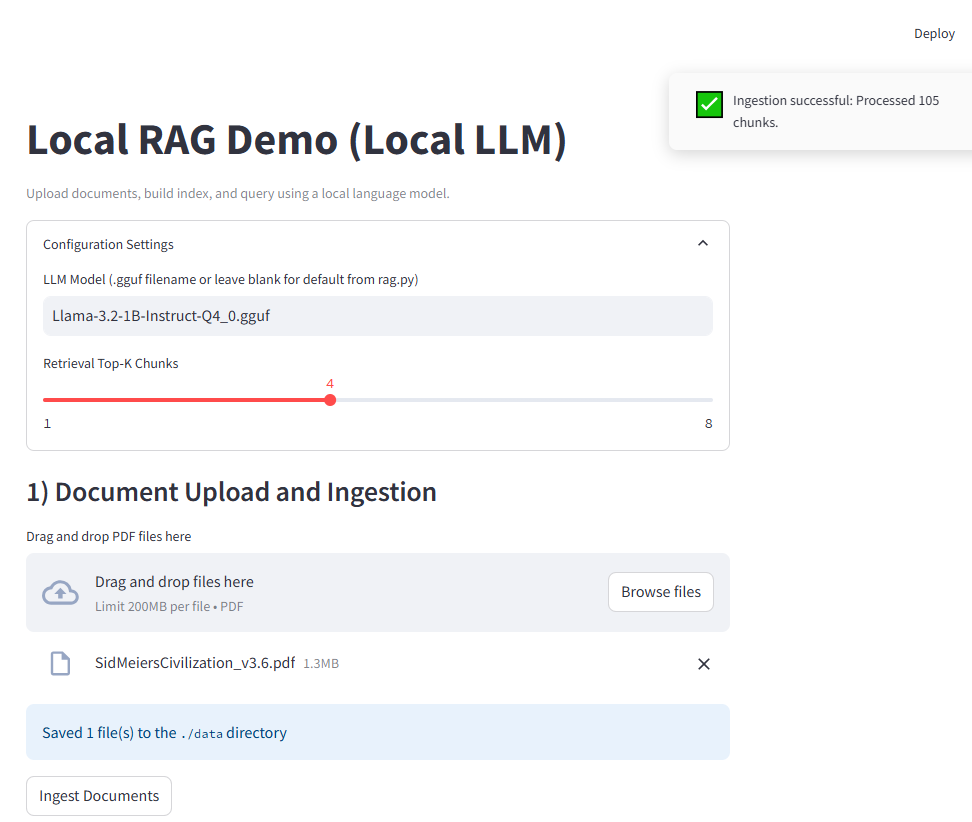 Deploy
Ingestion successful: Processed 105
chunks.
Local RAG Demo (Local LLM)
Upload documents, build index, and query using a local language model.
Configuration Settings
LLM Model (.gguf filename or leave blank for default from rag.py)
Llama-3.2-1B-Instruct-Q4_0.gguf
Retrieval Top-K Chunks
4
1 8
1) Document Upload and Ingestion
Drag and drop PDF files here
Drag and drop files here
Limit 200MB per file • PDF
Browse files
SidMeiersCivilization_v3.6.pdf 1.3MB
Saved 1 file(s) to the ./data directory
Ingest Documents